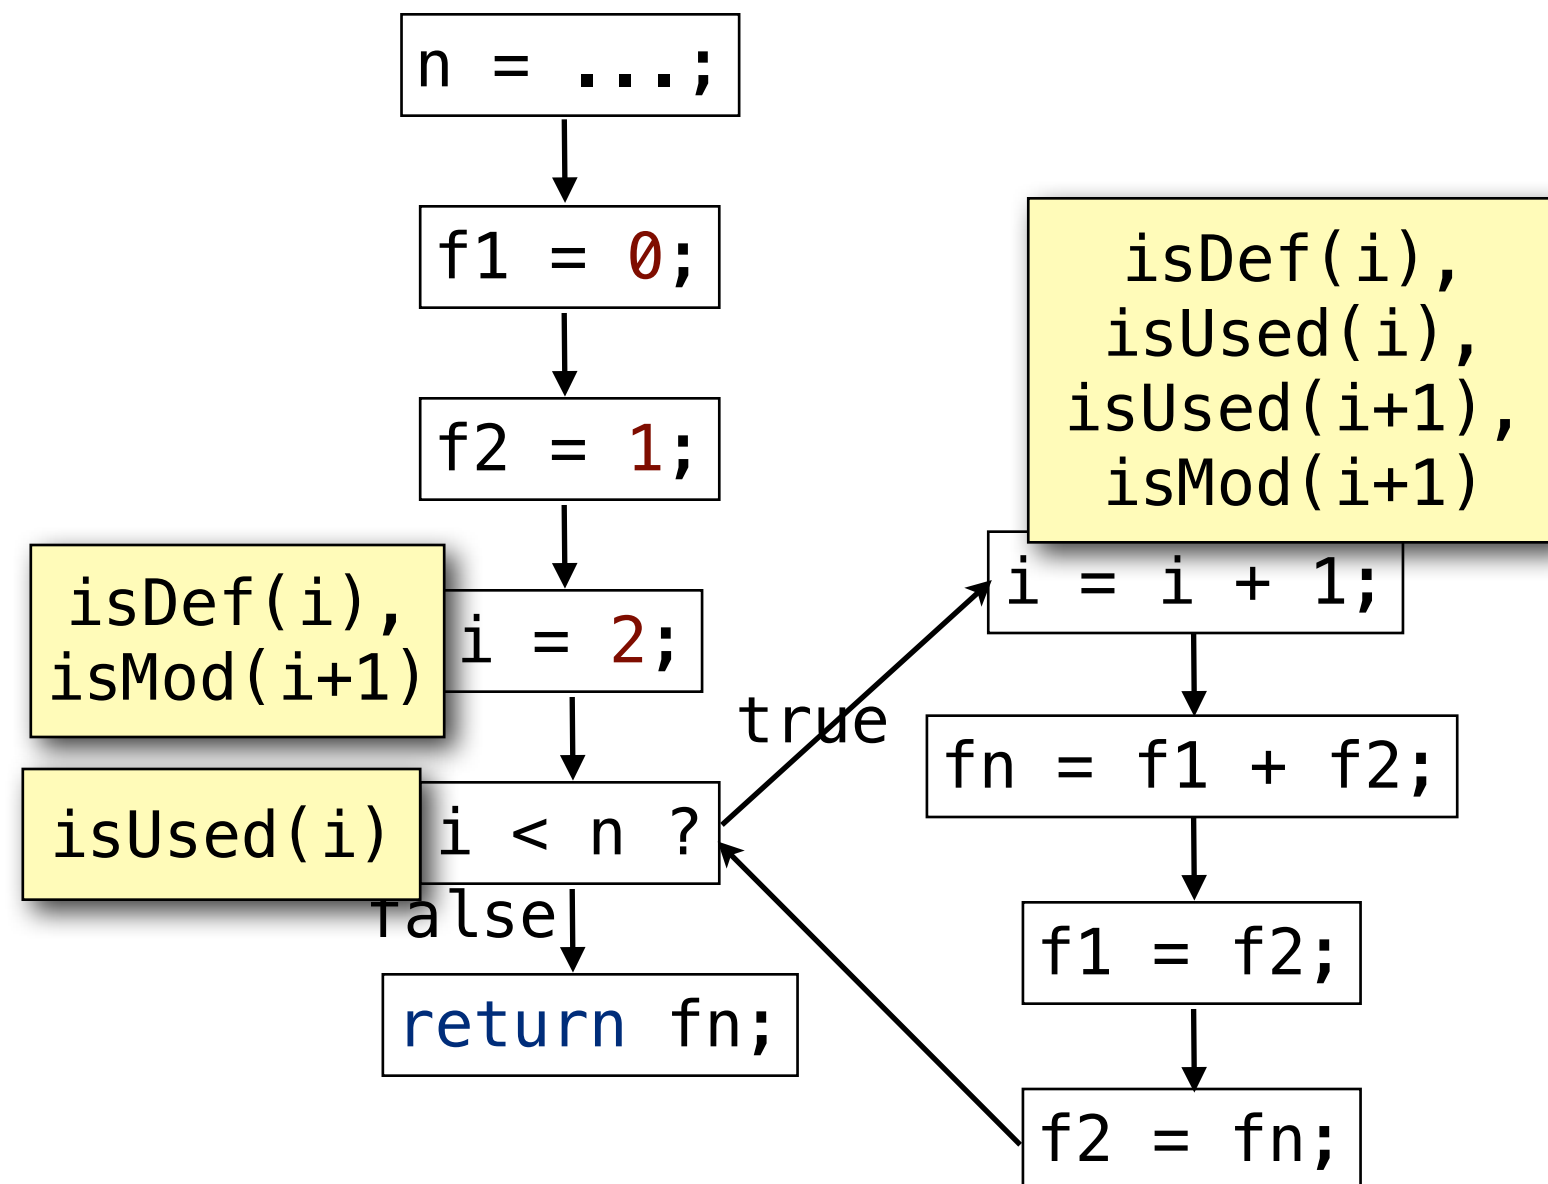 n = ...;
f1 = 0;
f2 = 1;
isDef(i),
isMod(i+1)
i = 2;
isUsed(i)
i < n ?
true
false
return fn;
isDef(i),
isUsed(i),
isUsed(i+1),
isMod(i+1)
i = i + 1;
fn = f1 + f2;
f1 = f2;
f2 = fn;